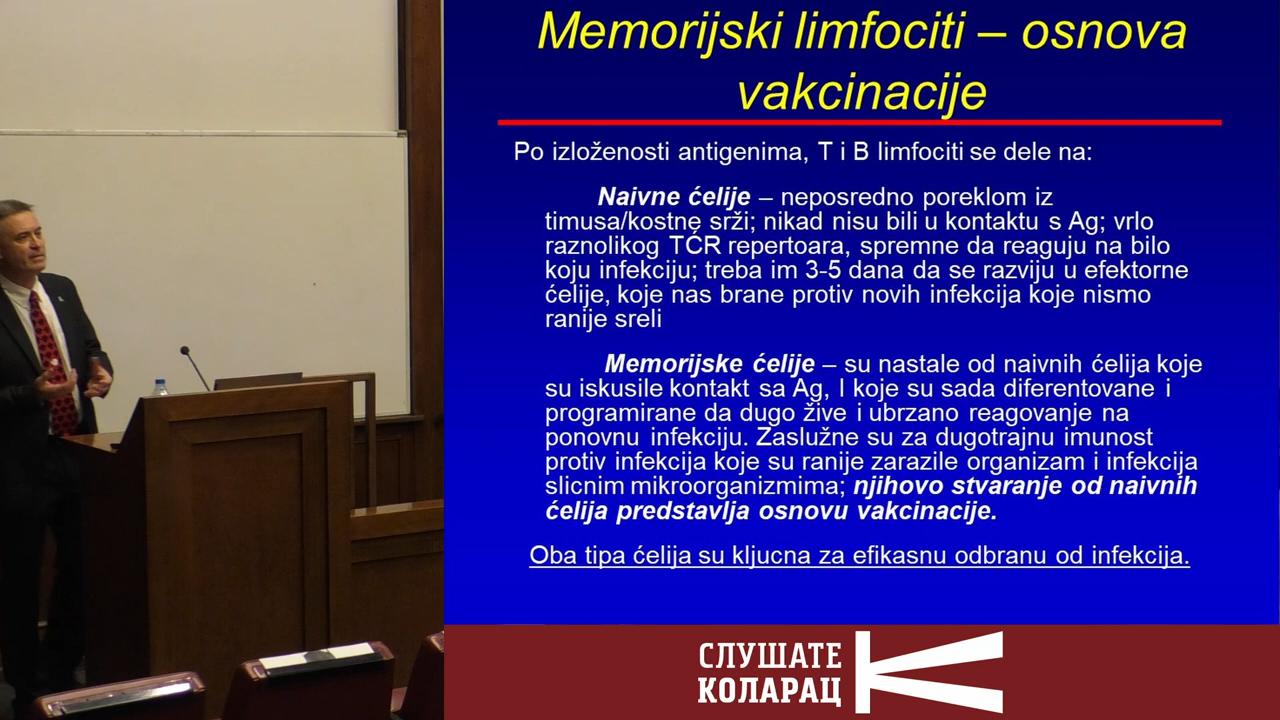 Memorijski limfociti – osnova
vakcinacije
Po izloženosti antigenima, T i B limfociti se dele na:
Naivne ćelije – neposredno poreklom iz
timusa/kostne srži; nikad nisu bili u kontaktu s Ag; vrlo
raznolikog TĆR repertoara, spremne da reaguju na bilo
koju infekciju; treba im 3-5 dana da se razviju u efektorne
ćelije, koje nas brane protiv novih infekcija koje nismo
ranije sreli
Memorijske ćelije – su nastale od naivnih ćelija koje
su iskusile kontakt sa Ag, I koje su sada diferentovane i
programirane da dugo žive i ubrzano reagovanje na
ponovnu infekciju. Zaslužne su za dugotrajnu imunost
protiv infekcija koje su ranije zarazile organizam i infekcija
slicnim mikroorganizmima; njihovo stvaranje od naivnih
ćelija predstavlja osnovu vakcinacije.
Oba tipa ćelija su kljucna za efikasnu odbranu od infekcija.
СЛУШАТЕ
КОЛАРАЦ